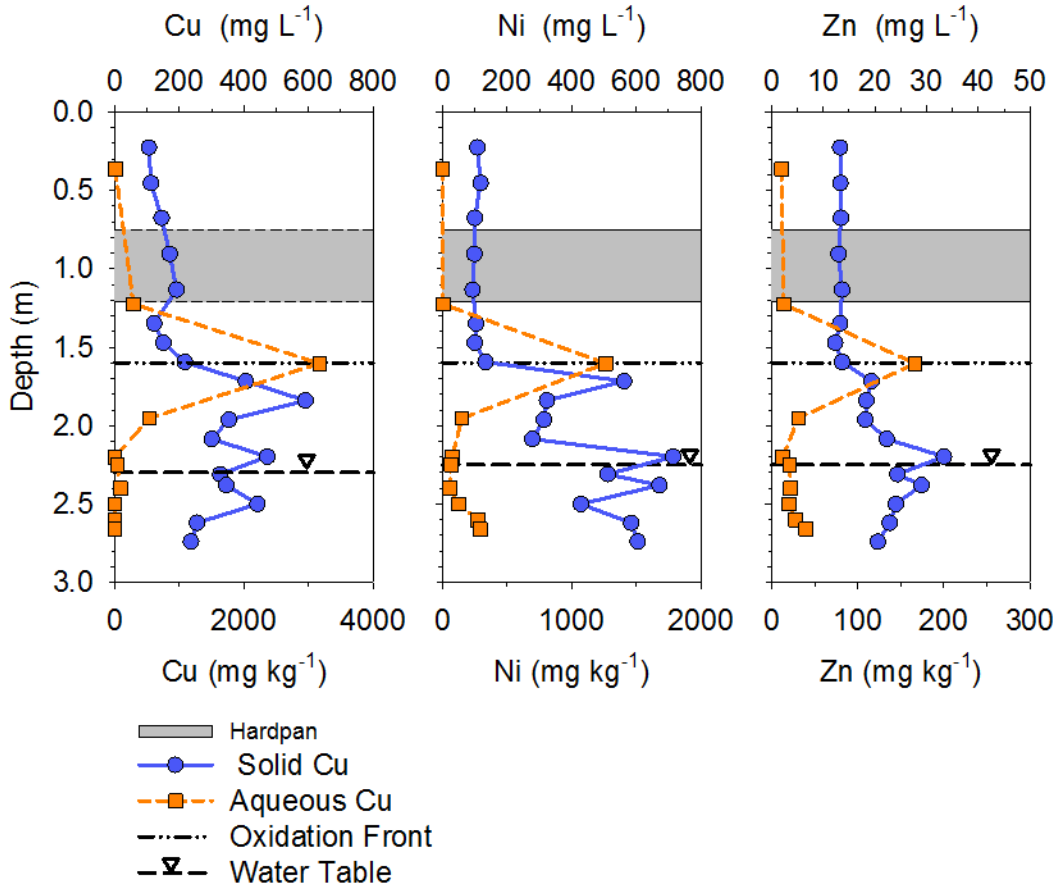 Cu (mg L⁻¹) Ni (mg L⁻¹) Zn (mg L⁻¹)
0 200 400 600 800 0 200 400 600 800 0 10 20 30 40 50
0.0
0.5
1.0
1.5
2.0
2.5
3.0
Depth (m)
0 2000 4000 0 1000 2000 0 100 200 300
Cu (mg kg⁻¹) Ni (mg kg⁻¹) Zn (mg kg⁻¹)
Hardpan
Solid Cu
Aqueous Cu
Oxidation Front
Water Table